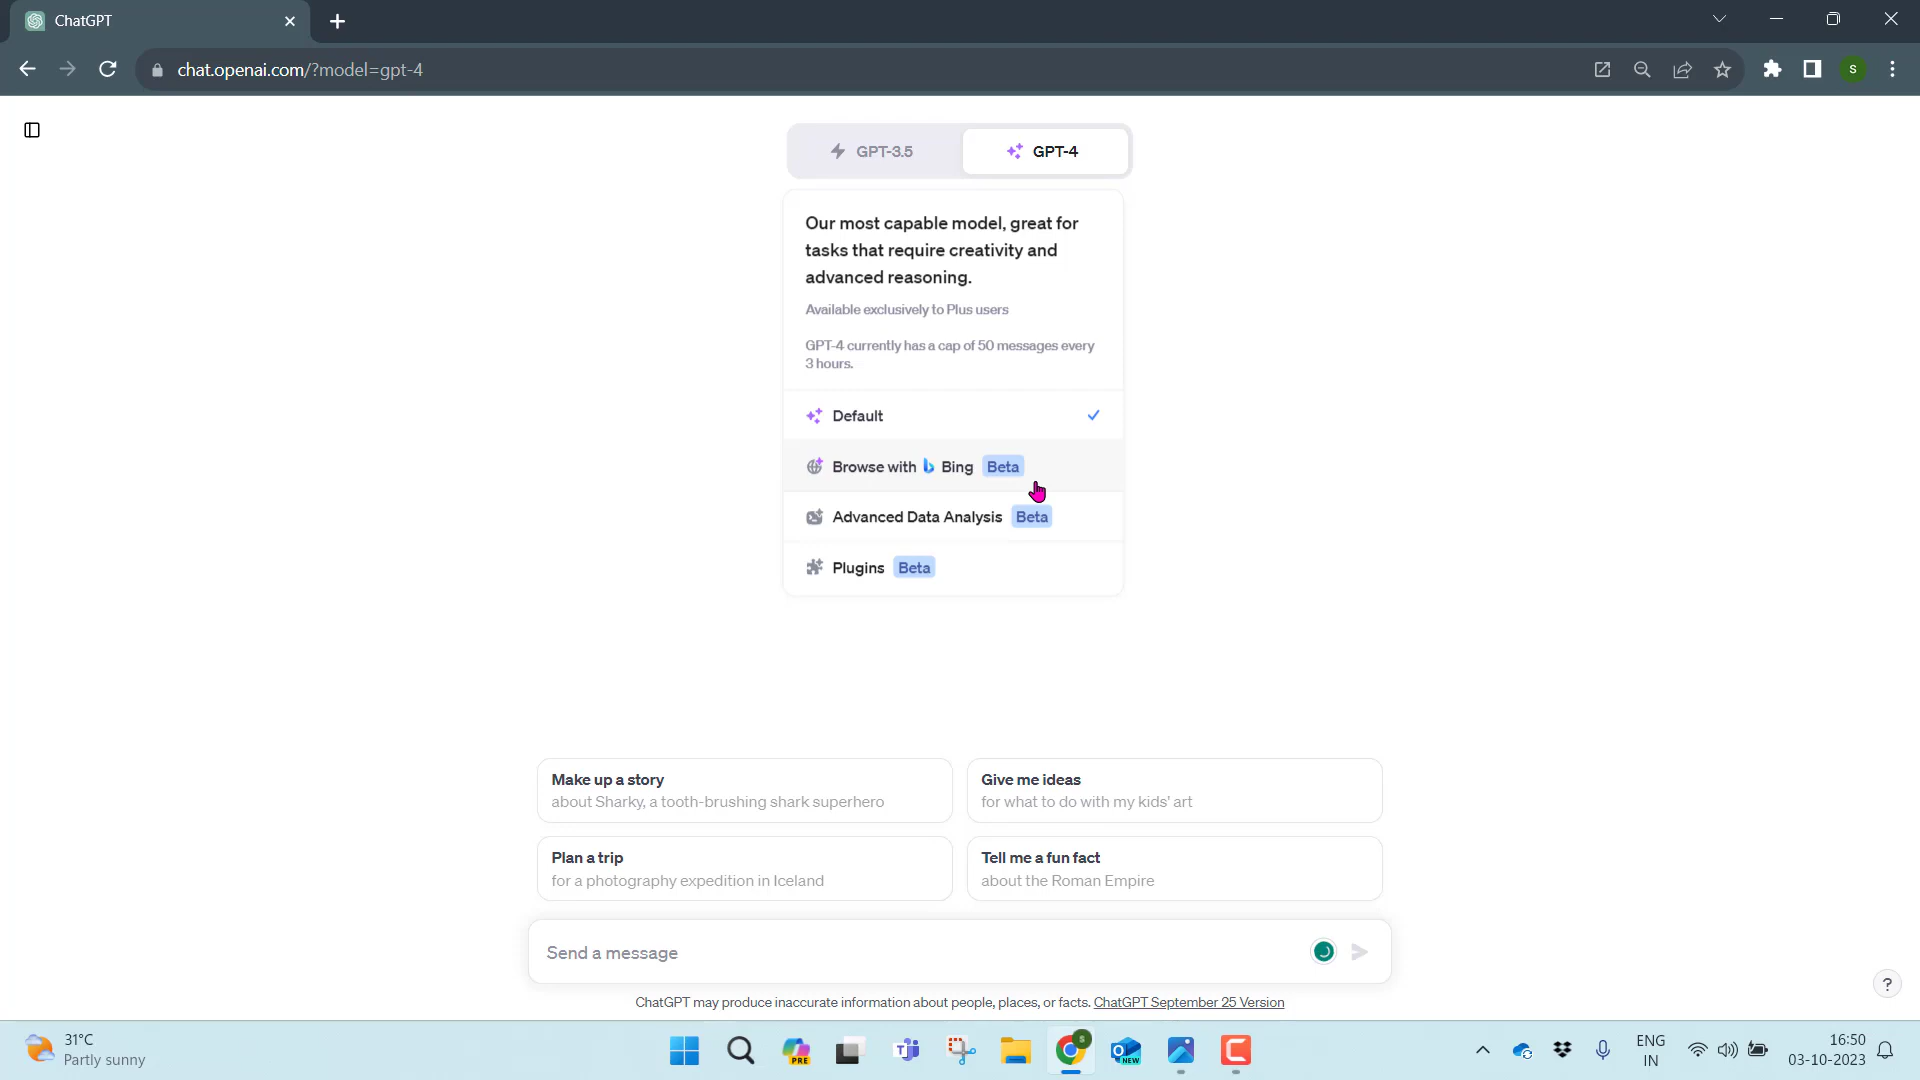 ChatGPT
chat.openai.com/?model=gpt-4
S
GPT-3.5
GPT-4
Our most capable model, great for
tasks that require creativity and
advanced reasoning.
Available exclusively to Plus users
GPT-4 currently has a cap of 50 messages every
3 hours.
Default
Browse with Bing Beta
Advanced Data Analysis Beta
Plugins Beta
Make up a story
about Sharky, a tooth-brushing shark superhero
Give me ideas
for what to do with my kids' art
Plan a trip
for a photography expedition in Iceland
Tell me a fun fact
about the Roman Empire
Send a message
ChatGPT may produce inaccurate information about people, places, or facts. ChatGPT September 25 Version
?
31°C
Partly sunny
PRE
S
NEW
ENG
IN
16:50
03-10-2023